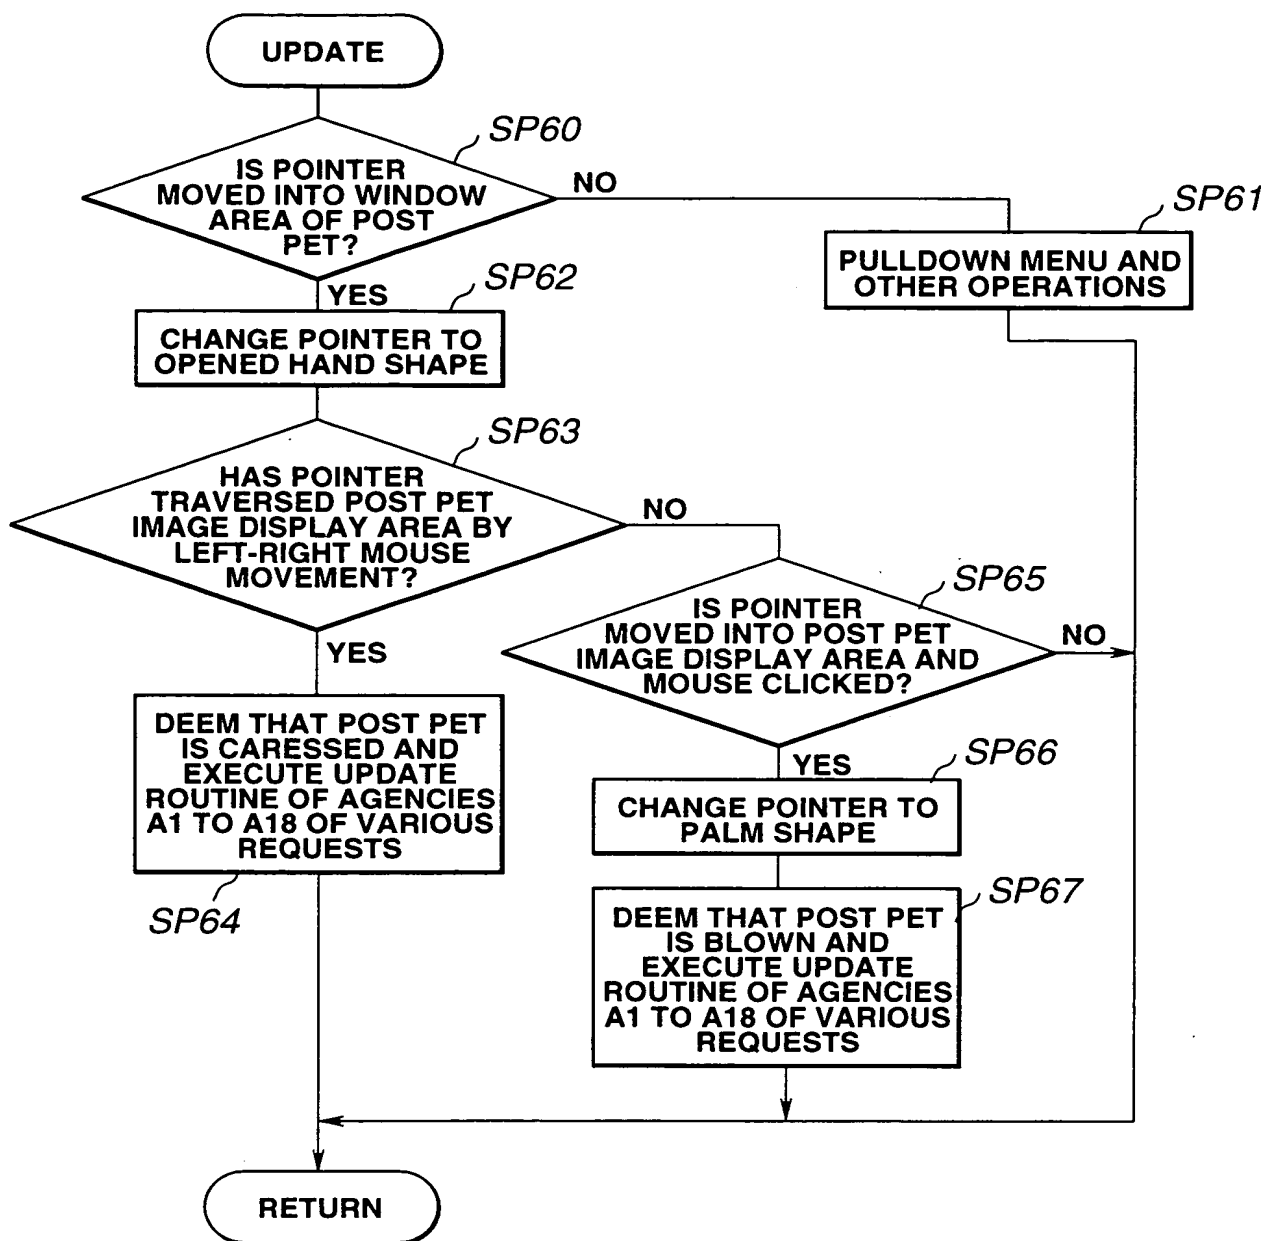 UPDATE
SP60
IS POINTER
MOVED INTO WINDOW
AREA OF POST
PET?
NO
SP61
PULLDOWN MENU AND
OTHER OPERATIONS
YES
SP62
CHANGE POINTER TO
OPENED HAND SHAPE
SP63
HAS POINTER
TRAVERSED POST PET
IMAGE DISPLAY AREA BY
LEFT-RIGHT MOUSE
MOVEMENT?
NO
YES
SP65
IS POINTER
MOVED INTO POST PET
IMAGE DISPLAY AREA AND
MOUSE CLICKED?
NO
YES
DEEM THAT POST PET
IS CARESSED AND
EXECUTE UPDATE
ROUTINE OF AGENCIES
A1 TO A18 OF VARIOUS
REQUESTS
SP64
SP66
CHANGE POINTER TO
PALM SHAPE
SP67
DEEM THAT POST PET
IS BLOWN AND
EXECUTE UPDATE
ROUTINE OF AGENCIES
A1 TO A18 OF VARIOUS
REQUESTS
RETURN